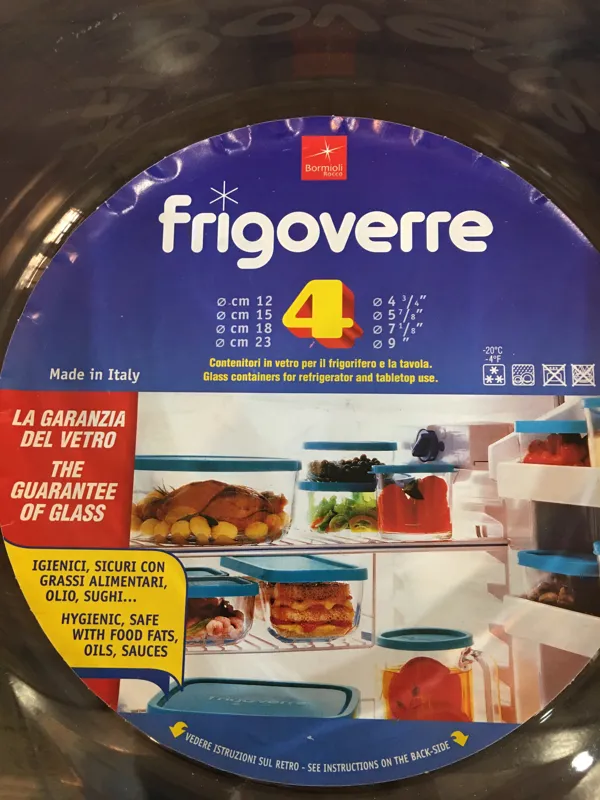 Bormioli
Rocco
frigoverre
4
⌀ cm 12
⌀ cm 15
⌀ cm 18
⌀ cm 23
⌀ 4 3/4"
⌀ 5 7/8"
⌀ 7 1/8"
⌀ 9 "
Contenitori in vetro per il frigorifero e la tavola.
Glass containers for refrigerator and tabletop use.
Made in Italy
-20°C
-4°F
LA GARANZIA
DEL VETRO
THE
GUARANTEE
OF GLASS
IGIENICI, SICURI CON
GRASSI ALIMENTARI,
OLIO, SUGHI...
HYGIENIC, SAFE
WITH FOOD FATS,
OILS, SAUCES
frigoverre
VEDERE ISTRUZIONI SUL RETRO - SEE INSTRUCTIONS ON THE BACK-SIDE